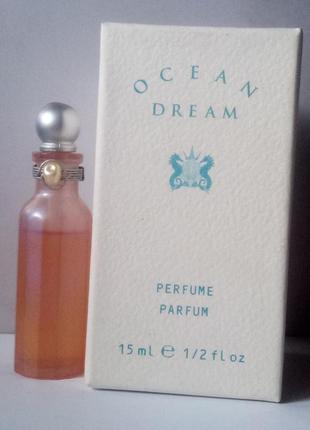 OCEAN
DREAM
PERFUME
PARFUM
15 ml ℮ 1/2 fl oz